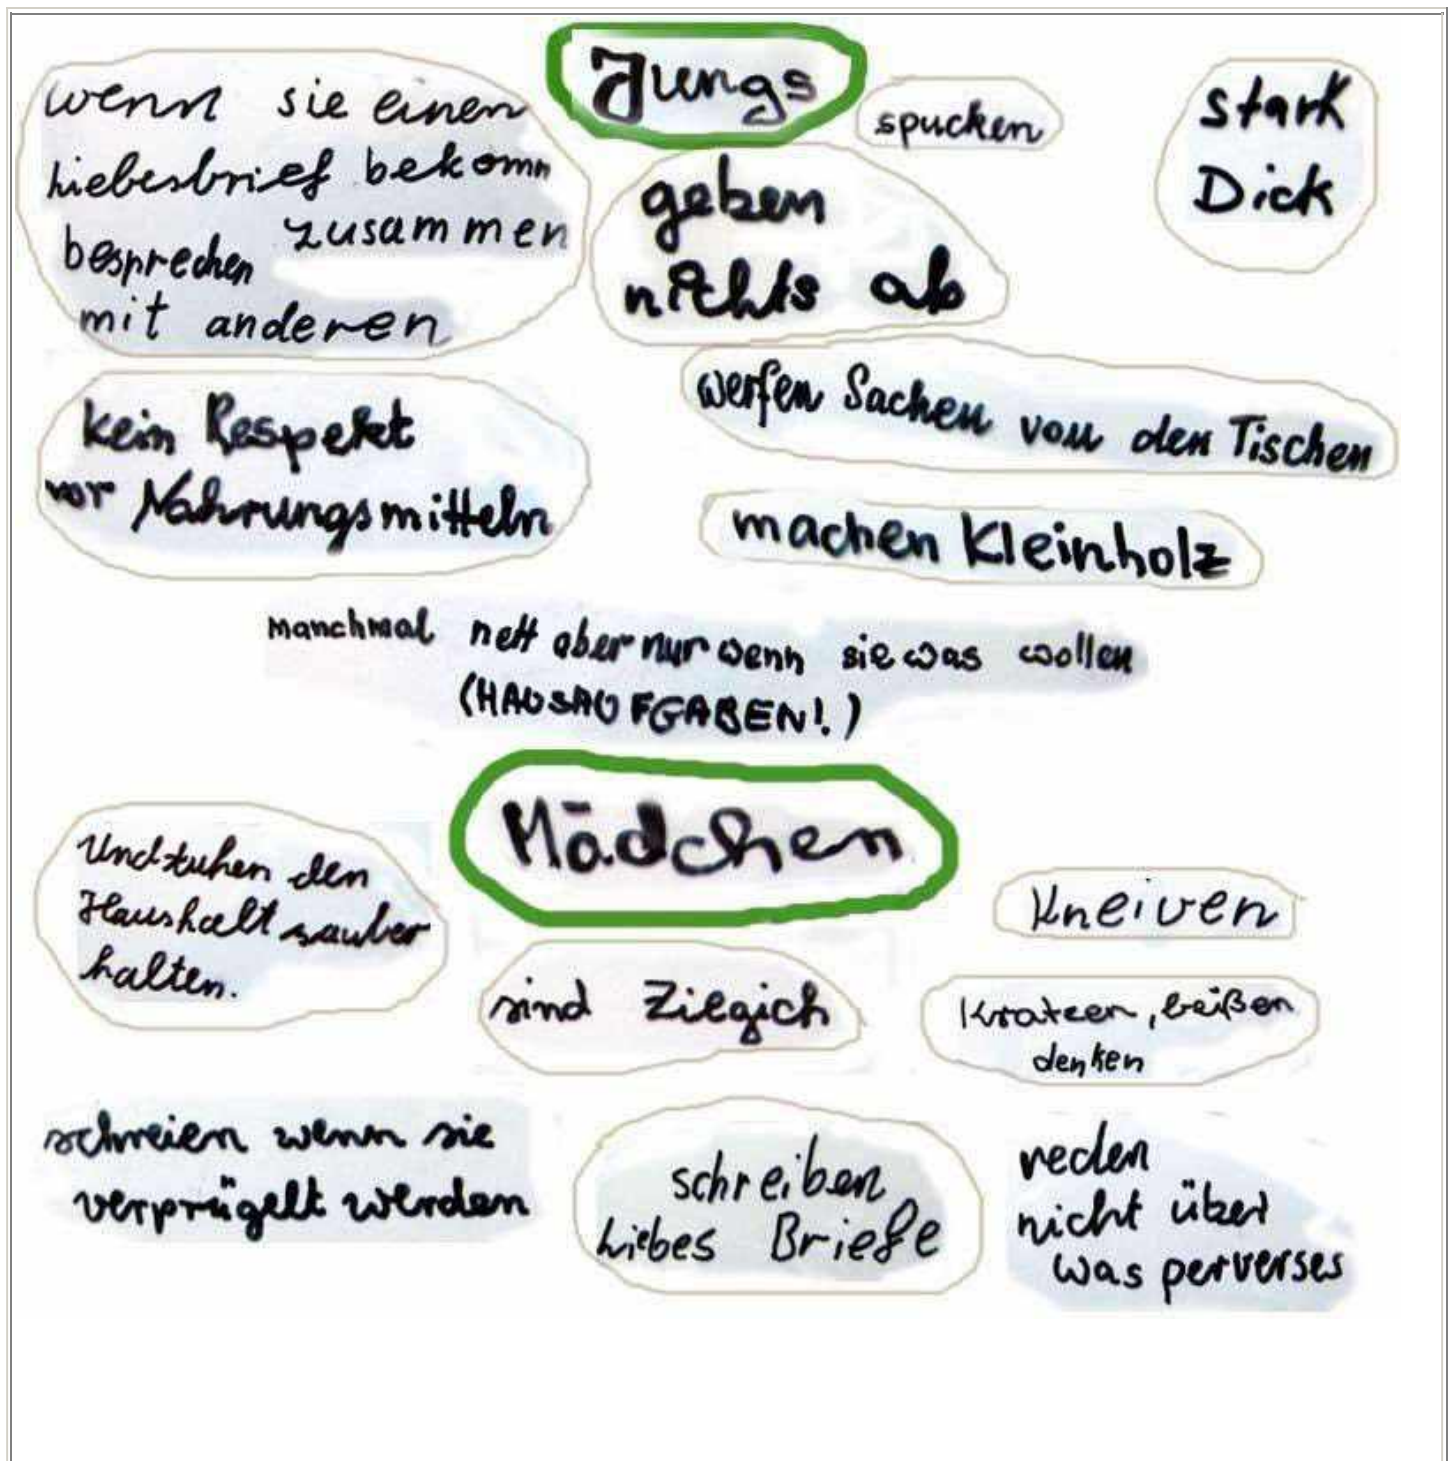 Jungs
wenn sie einen
Liebesbrief bekomn
besprechen zusammen
mit anderen
spucken
stark
Dick
geben
nichts ab
werfen Sachen von den Tischen
kein Respekt
vor Nahrungsmitteln
machen Kleinholz
manchmal nett aber nur wenn sie was wollen
(HAUSAUFGABEN!)
Mädchen
Und tuhen den
Haushalt sauber
halten.
Kneiven
sind Zilgich
Kratzen, beißen
denken
schreien wenn sie
verprügelt werden
schreiben
Liebes Briefe
reden
nicht über
was perverses